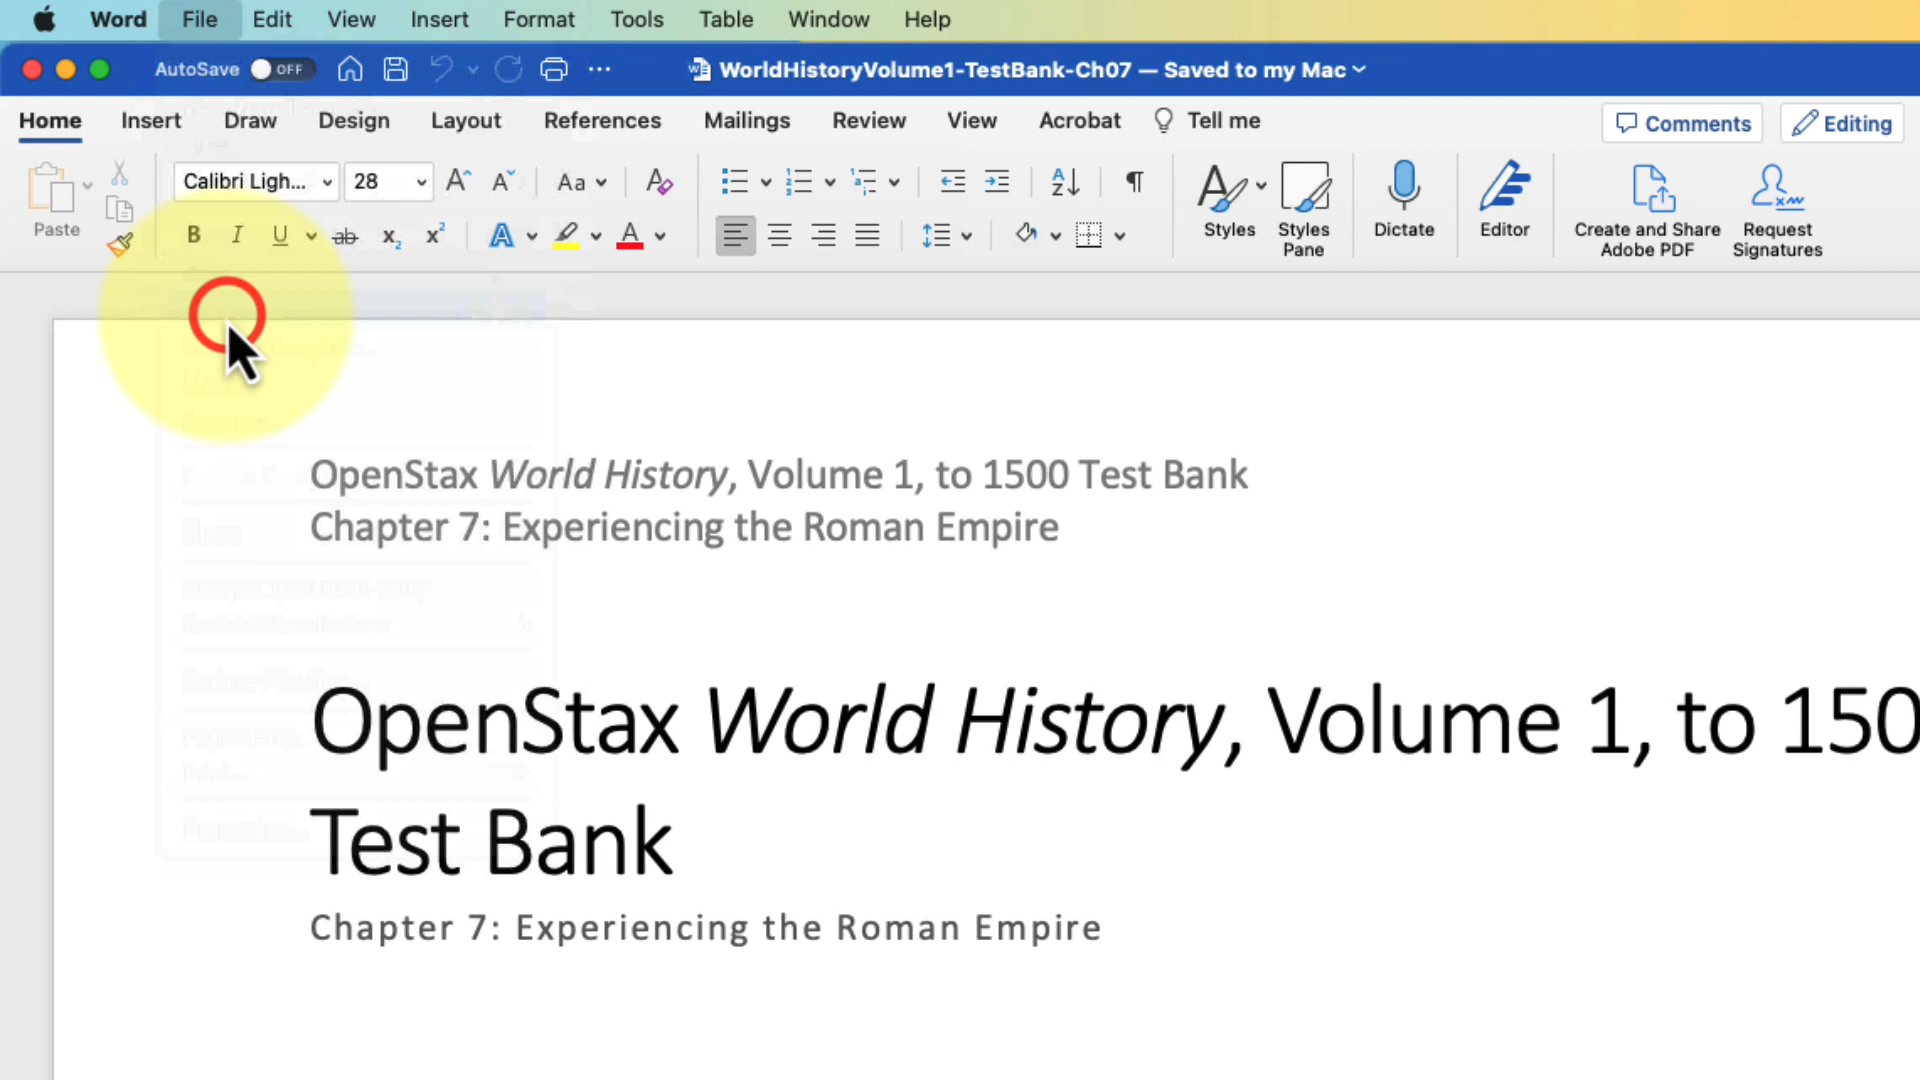 Word File Edit View Insert Format Tools Table Window Help
AutoSave OFF WorldHistoryVolume1-TestBank-Ch07 — Saved to my Mac
Home Insert Draw Design Layout References Mailings Review View Acrobat Tell me Comments Editing
Calibri Ligh... 28 Aa
Paste
B I U ab x2 x2 A A
Styles
Styles Pane
Dictate
Editor
Create and Share
Adobe PDF
Request
Signatures
OpenStax World History, Volume 1, to 1500 Test Bank
Chapter 7: Experiencing the Roman Empire
OpenStax World History, Volume 1, to 150
Test Bank
Chapter 7: Experiencing the Roman Empire